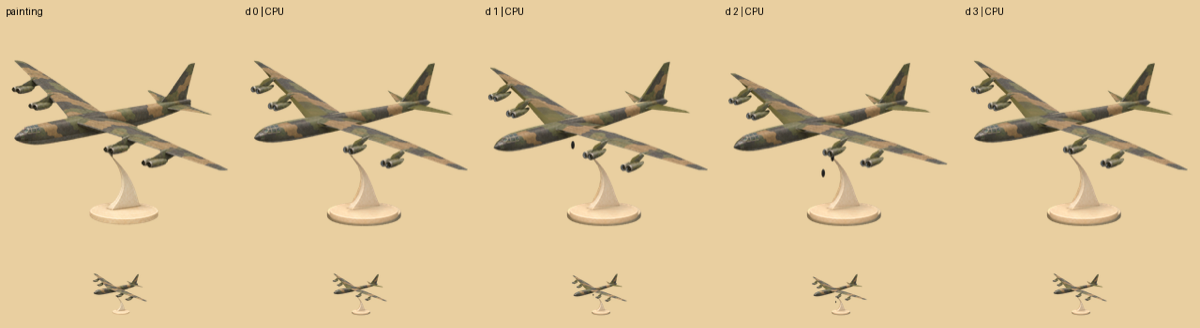 painting
d 0 | CPU
d 1 | CPU
d 2 | CPU
d 3 | CPU